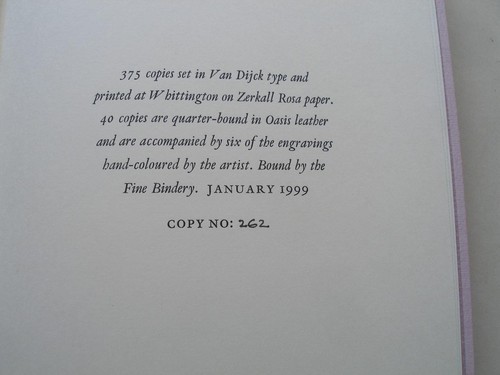 375 copies set in Van Dijck type and
printed at Whittington on Zerkall Rosa paper.
40 copies are quarter-bound in Oasis leather
and are accompanied by six of the engravings
hand-coloured by the artist. Bound by the
Fine Bindery. JANUARY 1999
COPY NO: 262